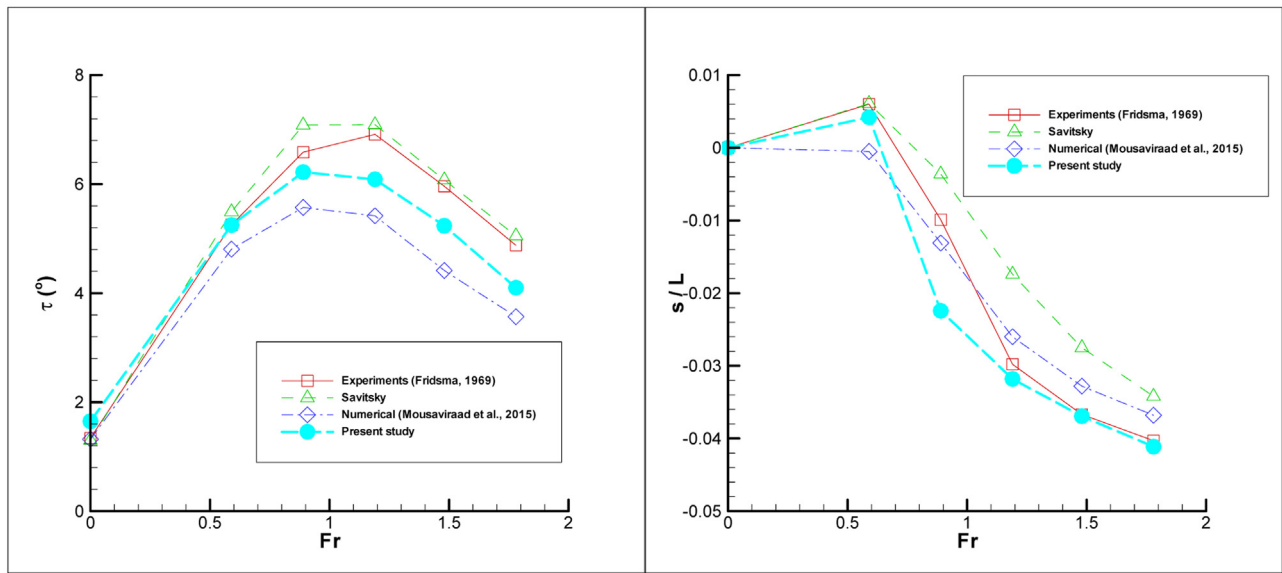 8
6
4
2
0
τ (º)
0
0.5
1
1.5
2
Fr
Experiments (Fridsma, 1969)
Savitsky
Numerical (Mousaviraad et al., 2015)
Present study
0.01
0
-0.01
-0.02
-0.03
-0.04
-0.05
s / L
0
0.5
1
1.5
2
Fr
Experiments (Fridsma, 1969)
Savitsky
Numerical (Mousaviraad et al., 2015)
Present study